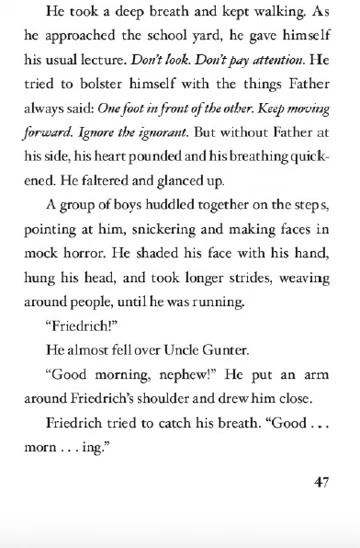 He took a deep breath and kept walking. As
he approached the school yard, he gave himself
his usual lecture. Don't look. Don't pay attention. He
tried to bolster himself with the things Father
always said: One foot in front of the other. Keep moving
forward. Ignore the ignorant. But without Father at
his side, his heart pounded and his breathing quick-
ened. He faltered and glanced up.
A group of boys huddled together on the steps,
pointing at him, snickering and making faces in
mock horror. He shaded his face with his hand,
hung his head, and took longer strides, weaving
around people, until he was running.
“Friedrich!”
He almost fell over Uncle Gunter.
“Good morning, nephew!” He put an arm
around Friedrich's shoulder and drew him close.
Friedrich tried to catch his breath. “Good . . .
morn . . . ing.”
47